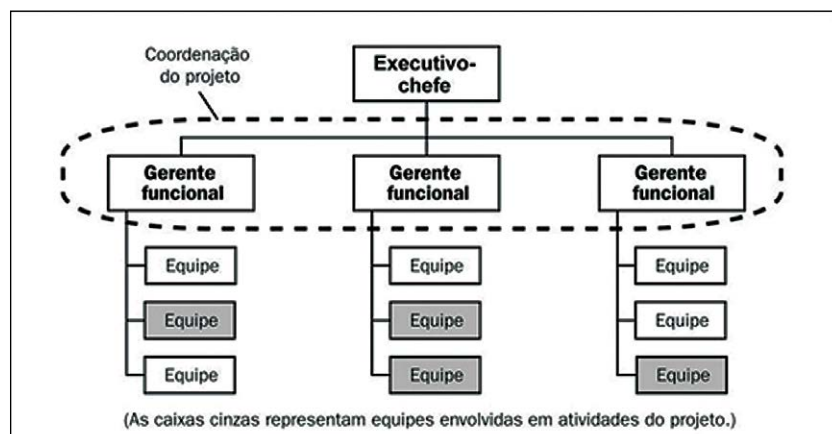 Coordenação
do projeto
Executivo-
chefe
Gerente
funcional
Gerente
funcional
Gerente
funcional
Equipe
Equipe
Equipe
Equipe
Equipe
Equipe
Equipe
Equipe
Equipe
(As caixas cinzas representam equipes envolvidas em atividades do projeto.)